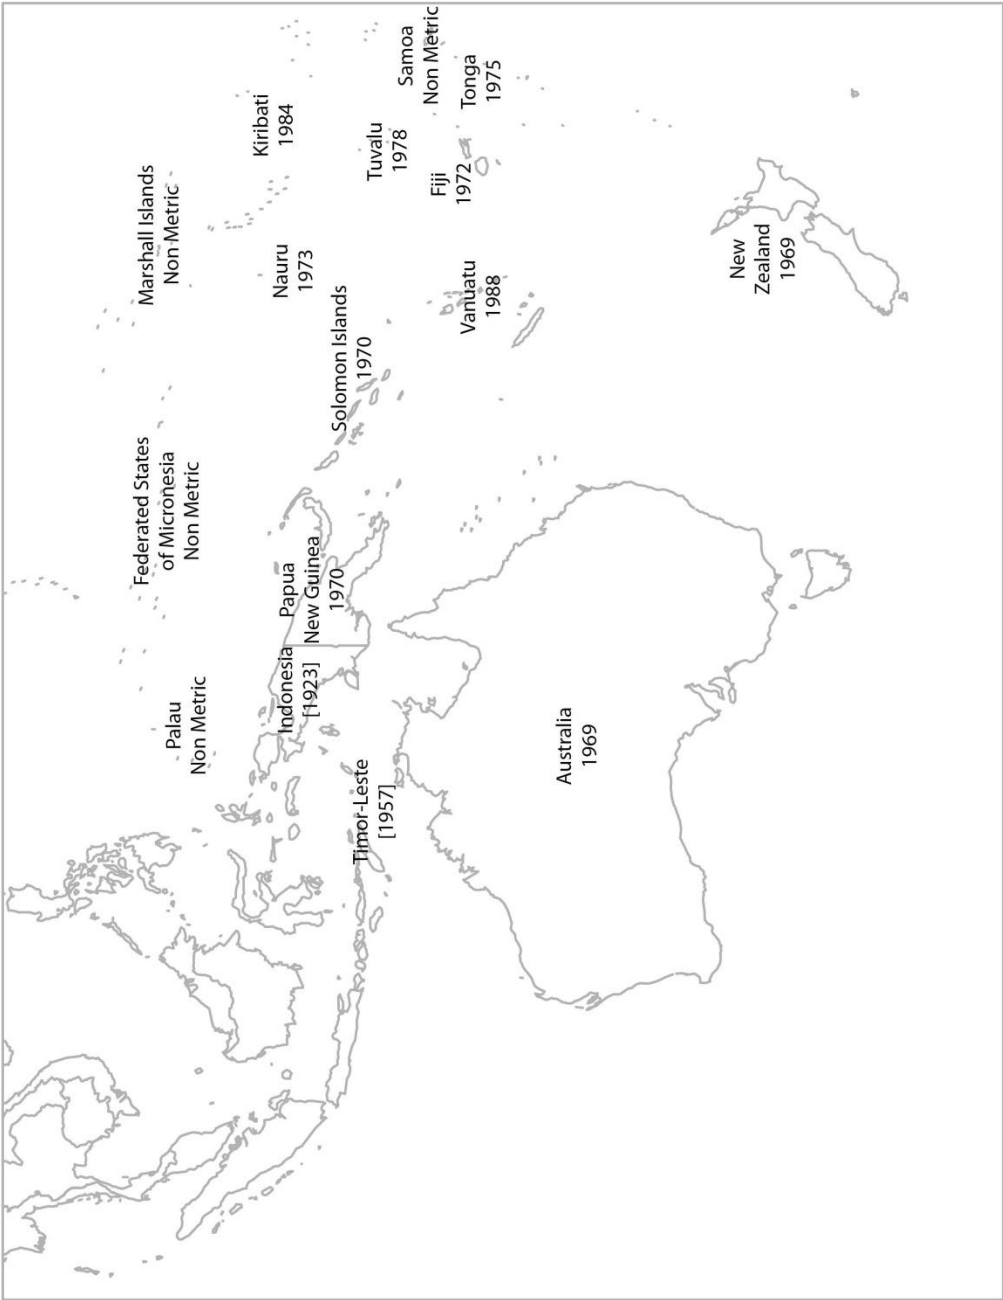 Marshall Islands
Non Metric
Federated States
of Micronesia
Non Metric
Palau
Non Metric
Kiribati
1984
Nauru
1973
Samoa
Non Metric
Tuvalu
1978
Tonga
1975
Fiji
1972
Vanuatu
1988
Solomon Islands
1970
Papua
New Guinea
1970
Indonesia
[1923]
Timor-Leste
[1957]
Australia
1969
New
Zealand
1969